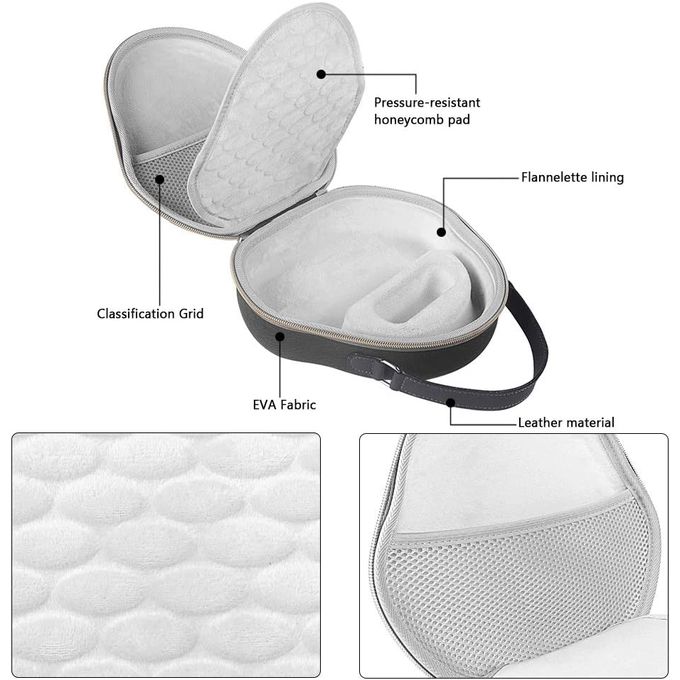 Pressure-resistant
honeycomb pad
Flannelette lining
Classification Grid
EVA Fabric
Leather material